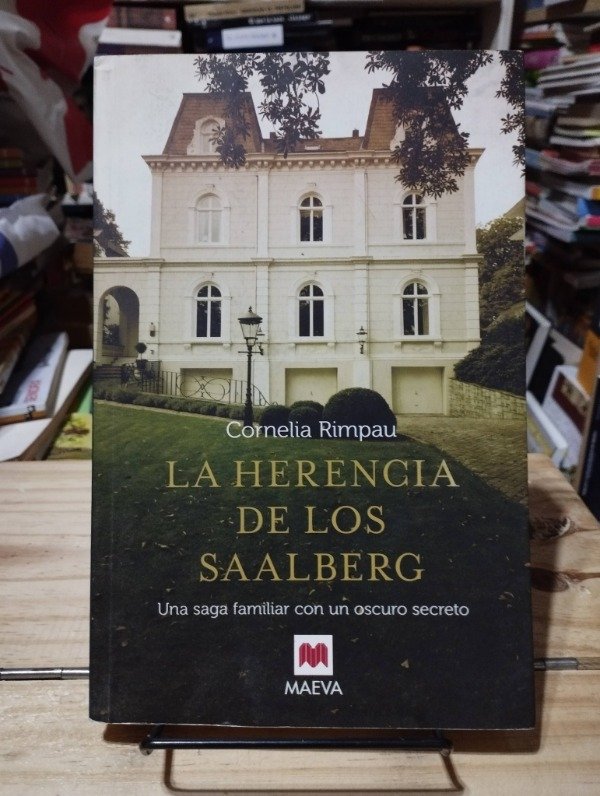 Cornelia Rimpau
LA HERENCIA
DE LOS
SAALBERG
Una saga familiar con un oscuro secreto
MAEVA